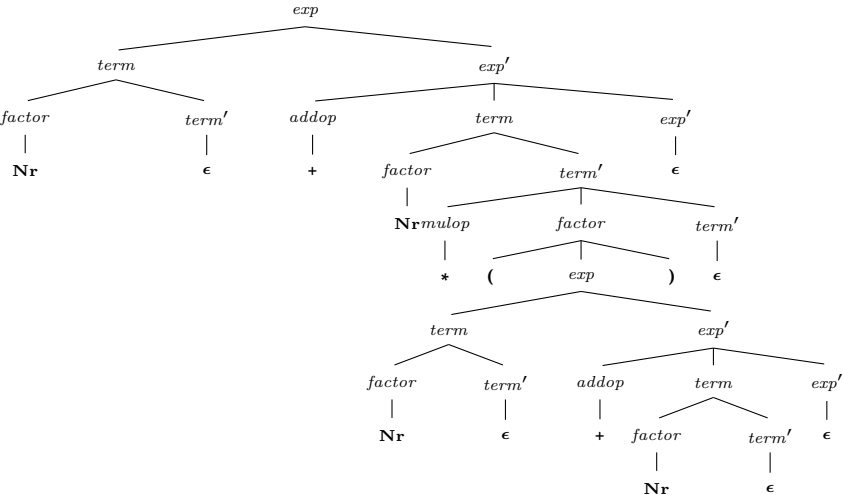 exp
term exp′
factor term′ addop term exp′
Nr ϵ + factor term′ ϵ
Nr mulop factor term′
* ( exp ) ϵ
term exp′
factor term′ addop term exp′
Nr ϵ + factor term′ ϵ
Nr ϵ